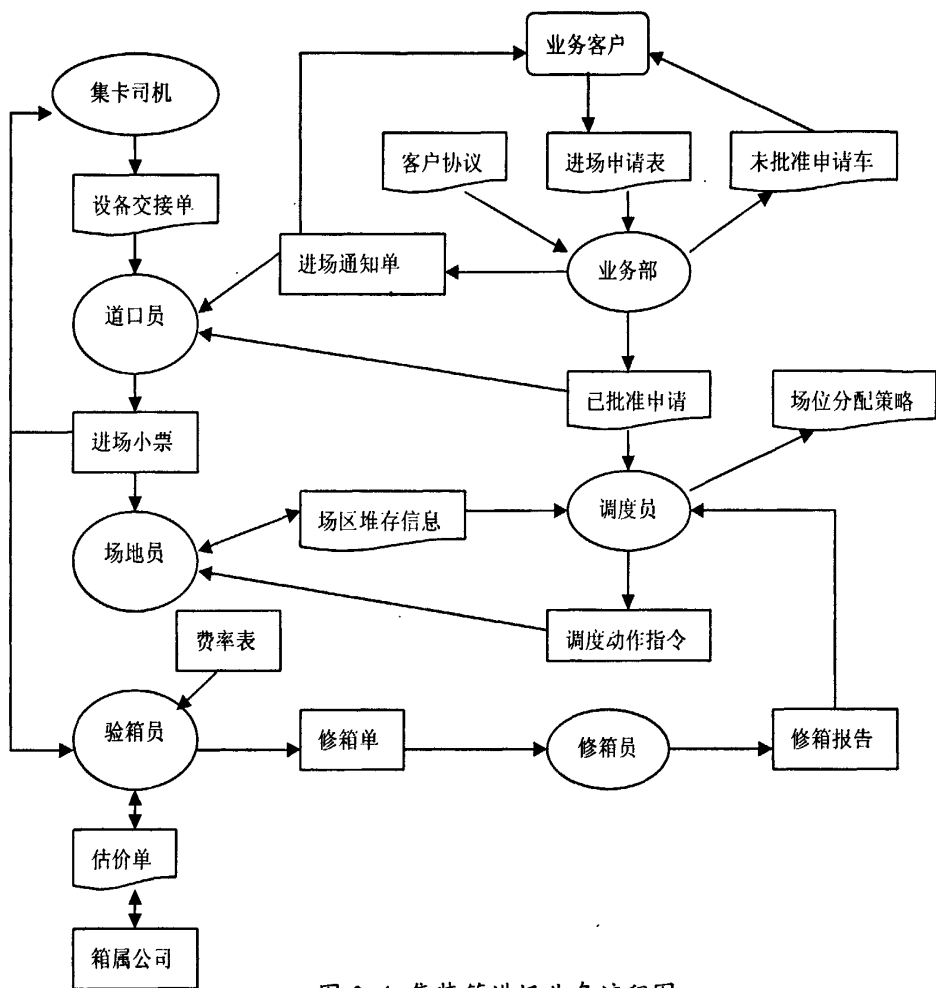 业务客户
集卡司机
客户协议
进场申请表
未批准申请车
设备交接单
进场通知单
业务部
道口员
已批准申请
场位分配策略
进场小票
场区堆存信息
调度员
场地员
费率表
调度动作指令
验箱员
修箱单
修箱员
修箱报告
估价单
箱属公司